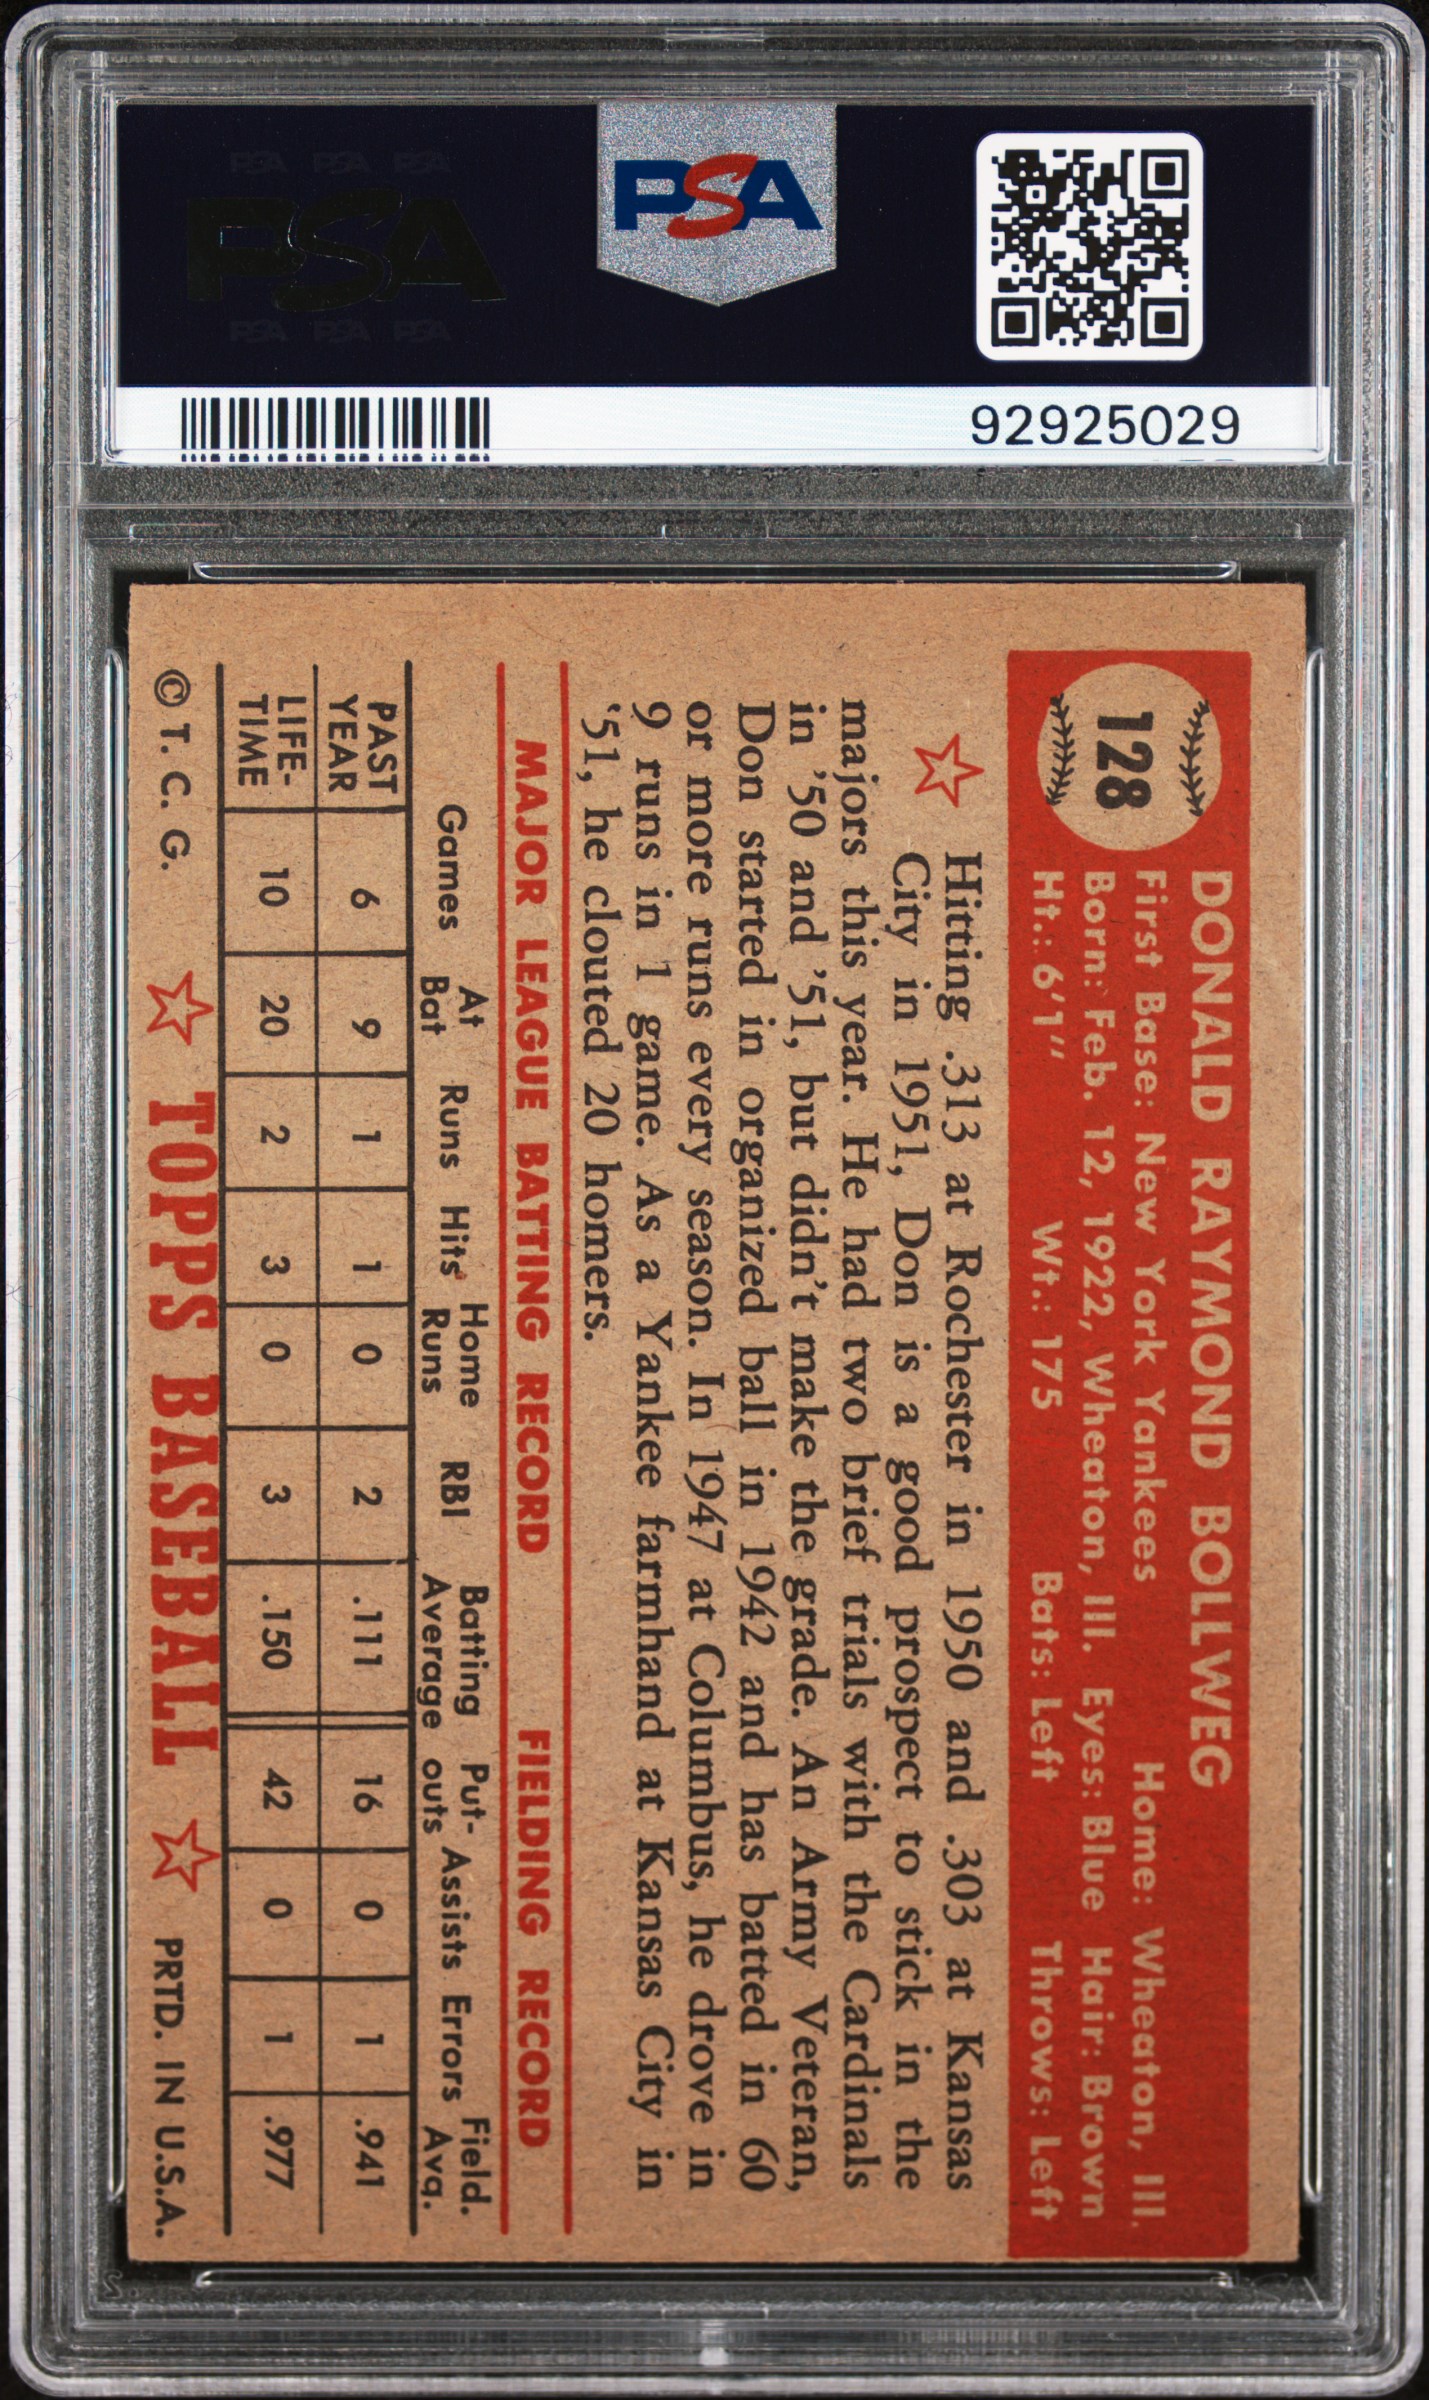 PSA PSA PSA
PSA
PSA PSA PSA
PSA
92925029
128
DONALD RAYMOND BOLLWEG
First Base: New York Yankees Home: Wheaton, Ill.
Born: Feb. 12, 1922, Wheaton, Ill. Eyes: Blue Hair: Brown
Ht.: 6'1" Wt.: 175 Bats: Left Throws: Left
Hitting .313 at Rochester in 1950 and .303 at Kansas
City in 1951, Don is a good prospect to stick in the
majors this year. He had two brief trials with the Cardinals
in '50 and '51, but didn't make the grade. An Army Veteran,
Don started in organized ball in 1942 and has batted in 60
or more runs every season. In 1947 at Columbus, he drove in
9 runs in 1 game. As a Yankee farmhand at Kansas City in
'51, he clouted 20 homers.
MAJOR LEAGUE BATTING RECORD FIELDING RECORD
Games At Bat Runs Hits Home Runs RBI Batting Average Put-outs Assists Errors Field. Avg.
PAST YEAR 6 9 1 1 0 2 .111 16 0 1 .941
LIFE-TIME 10 20 2 3 0 3 .150 42 0 1 .977
© T. C. G. TOPPS BASEBALL PRTD. IN U.S.A.